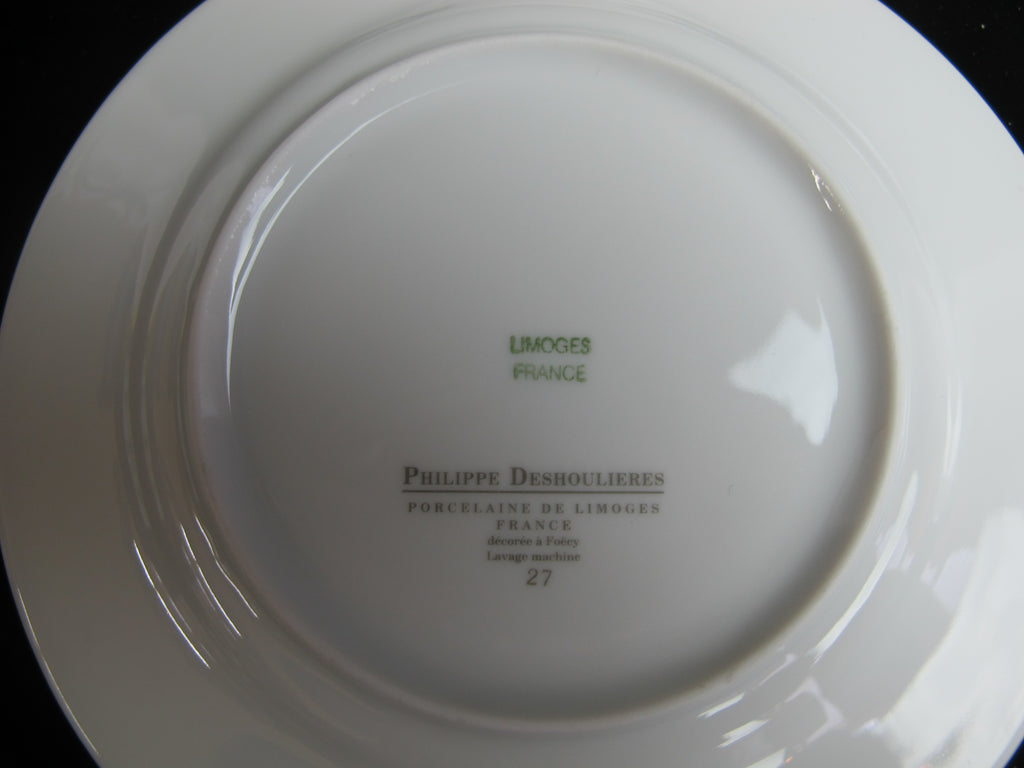 LIMOGES
FRANCE
PHILIPPE DESHOULIERES
PORCELAINE DE LIMOGES
FRANCE
décorée à Foëcy
Lavage machine
27